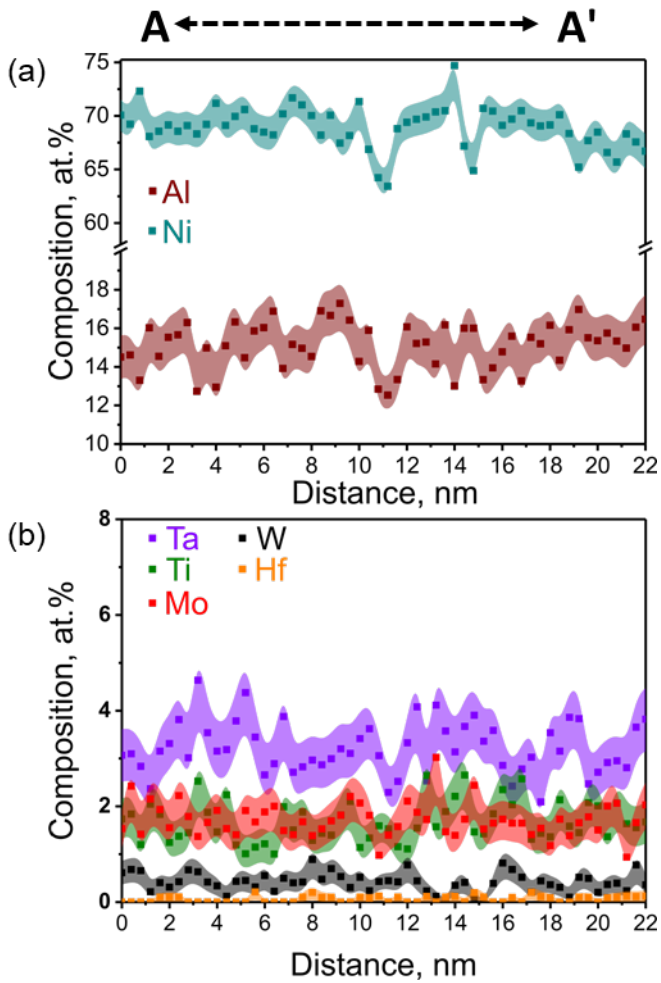 A A'
(a)
75
70
65
60
18
16
14
12
10
Composition, at.%
Al
Ni
0 2 4 6 8 10 12 14 16 18 20 22
Distance, nm
(b)
8
6
4
2
0
Composition, at.%
Ta W
Ti Hf
Mo
0 2 4 6 8 10 12 14 16 18 20 22
Distance, nm